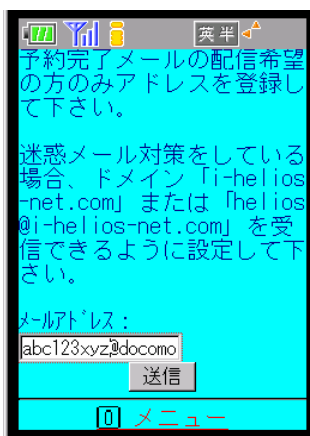 英半
予約完了メールの配信希望
の方のみアドレスを登録し
て下さい。
迷惑メール対策をしている
場合、ドメイン「i-helios
-net.com」または「helios
@i-helios-net.com」を受
信できるように設定して下
さい。
メールアドレス：
abc123xyz@docomo
送信
0 メニュー